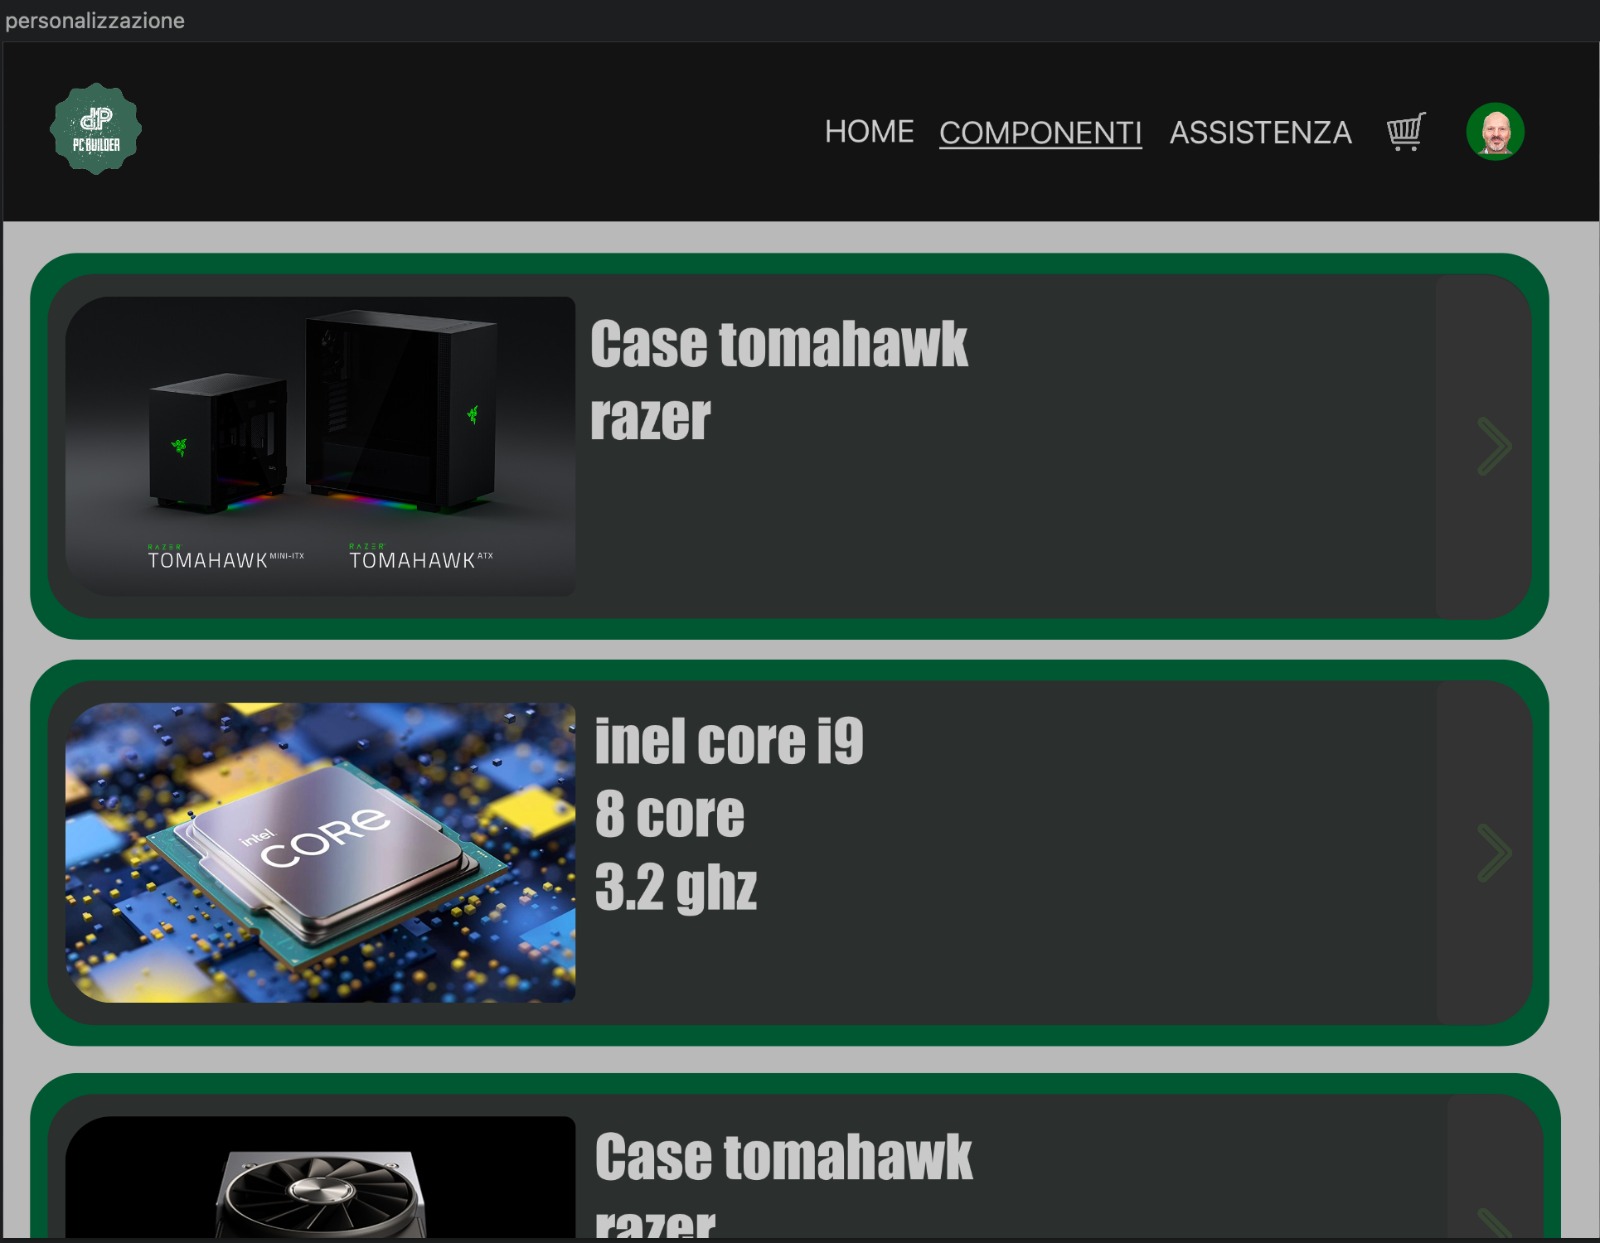 personalizzazione
dP
PC BUILDER
HOME COMPONENTI ASSISTENZA
Case tomahawk
razer
RAZER
TOMAHAWK MINI-ITX
RAZER
TOMAHAWK ATX
inel core i9
8 core
3.2 ghz
intel.
CORE
Case tomahawk
razer